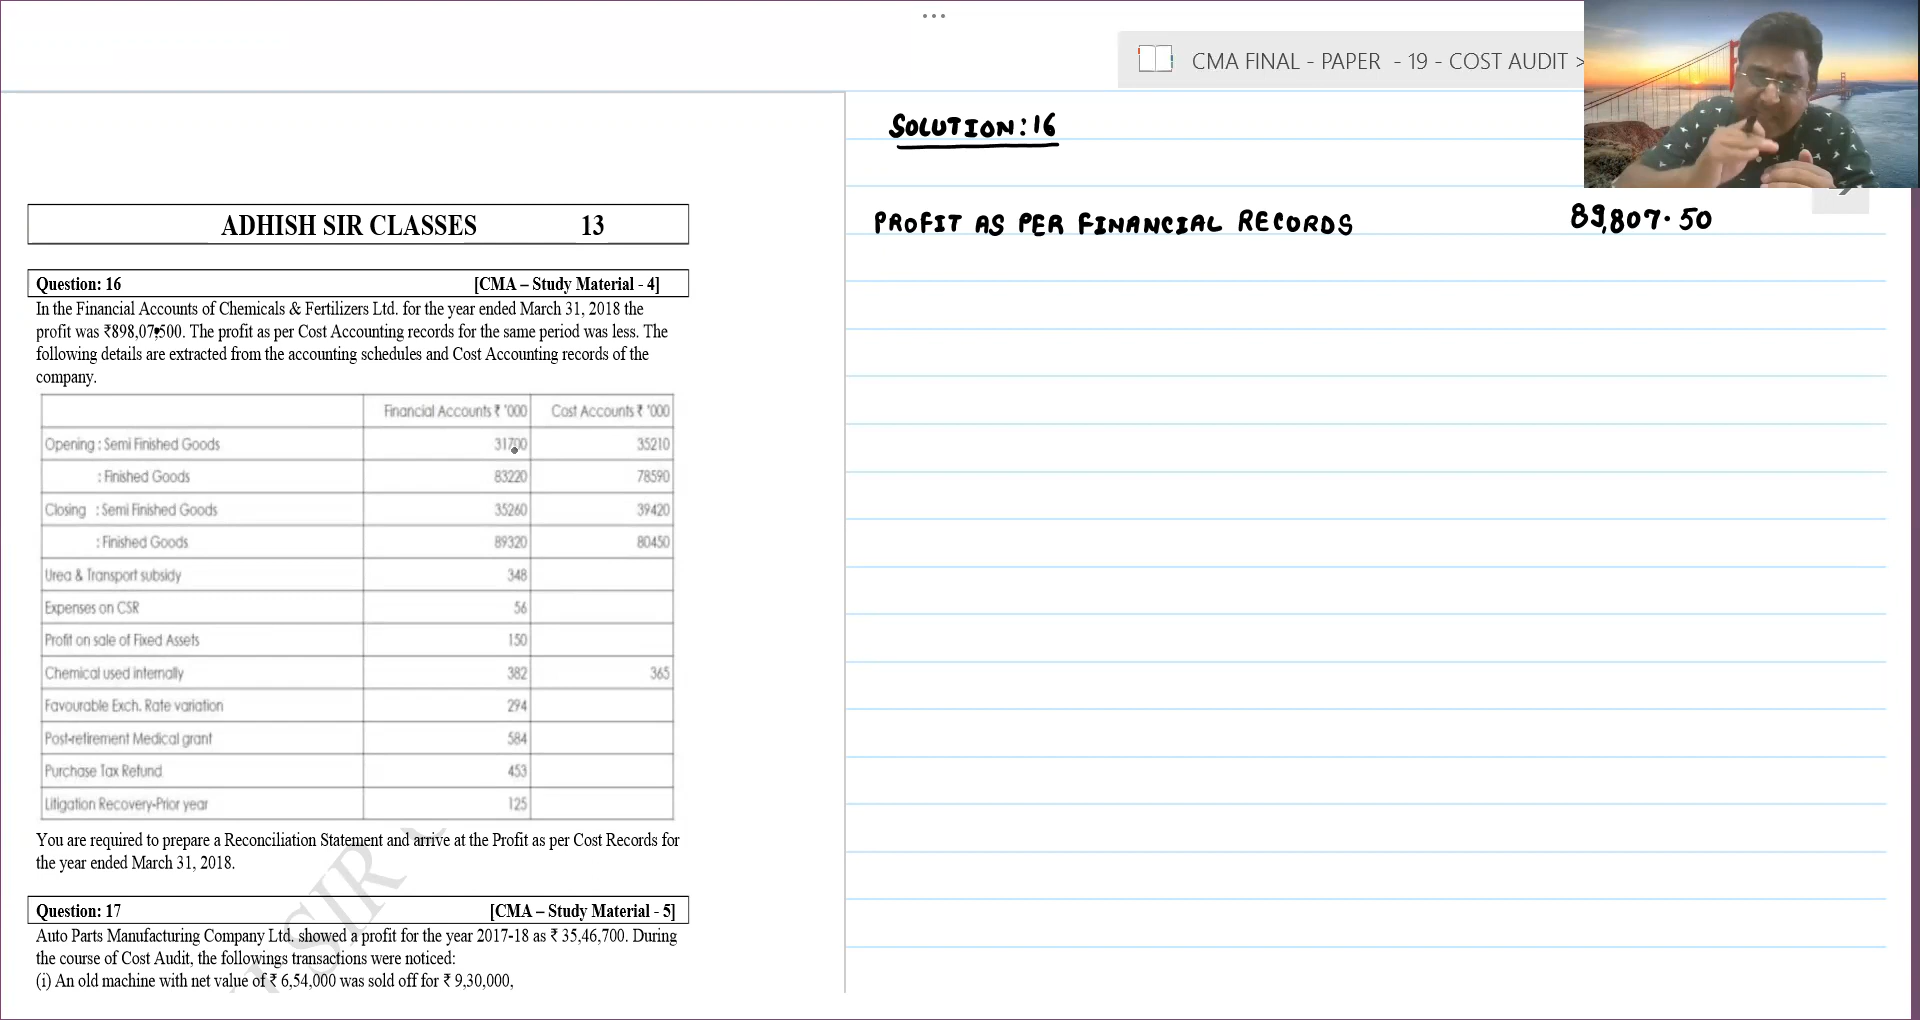 ...
CMA FINAL - PAPER - 19 - COST AUDIT >
SOLUTION: 16
PROFIT AS PER FINANCIAL RECORDS 89,807.50
ADHISH SIR CLASSES 13
Question: 16 [CMA – Study Material - 4]
In the Financial Accounts of Chemicals & Fertilizers Ltd. for the year ended March 31, 2018 the
profit was ₹898,07,500. The profit as per Cost Accounting records for the same period was less. The
following details are extracted from the accounting schedules and Cost Accounting records of the
company.
Financial Accounts ₹ '000 Cost Accounts ₹ '000
Opening : Semi Finished Goods 31700 35210
: Finished Goods 83220 78590
Closing : Semi Finished Goods 35260 39420
: Finished Goods 89320 80450
Urea & Transport subsidy 348
Expenses on CSR 56
Profit on sale of Fixed Assets 150
Chemical used internally 382 365
Favourable Exch. Rate variation 294
Post-retirement Medical grant 584
Purchase Tax Refund 453
Litigation Recovery-Prior year 125
You are required to prepare a Reconciliation Statement and arrive at the Profit as per Cost Records for
the year ended March 31, 2018.
SIR
Question: 17 [CMA – Study Material - 5]
Auto Parts Manufacturing Company Ltd. showed a profit for the year 2017-18 as ₹ 35,46,700. During
the course of Cost Audit, the followings transactions were noticed:
(i) An old machine with net value of ₹ 6,54,000 was sold off for ₹ 9,30,000,